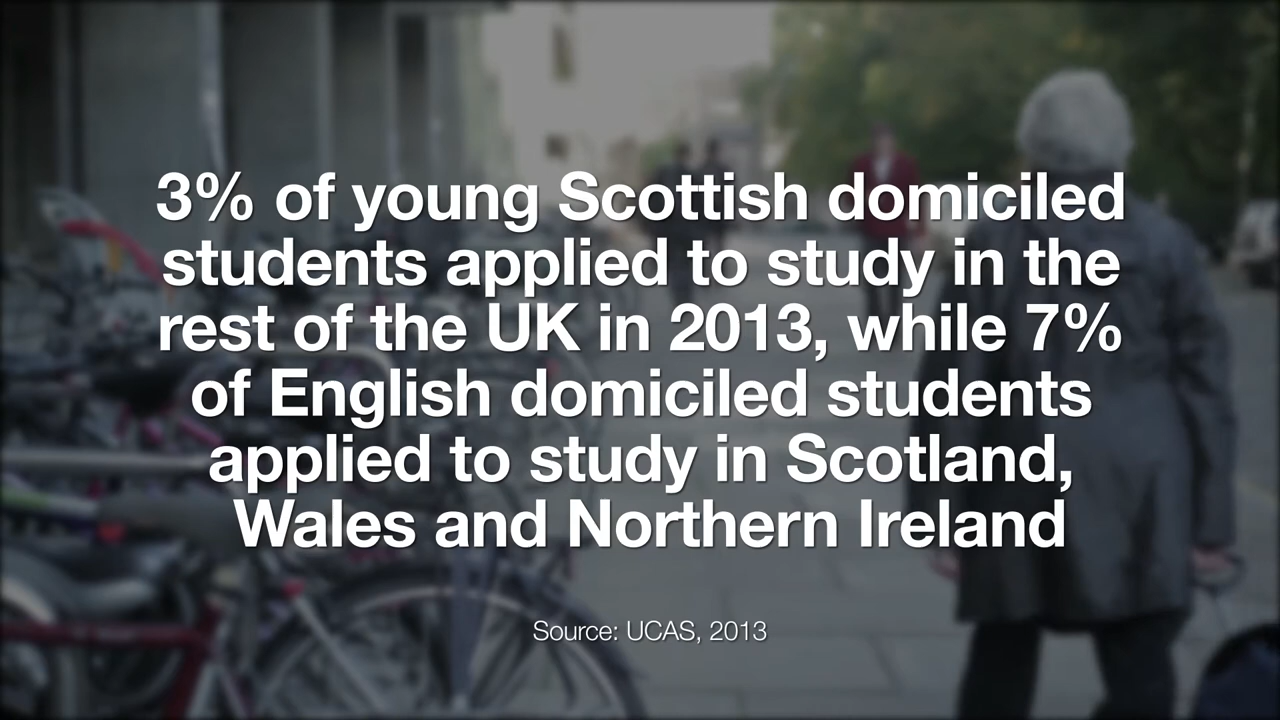 3% of young Scottish domiciled
students applied to study in the
rest of the UK in 2013, while 7%
of English domiciled students
applied to study in Scotland,
Wales and Northern Ireland
Source: UCAS, 2013